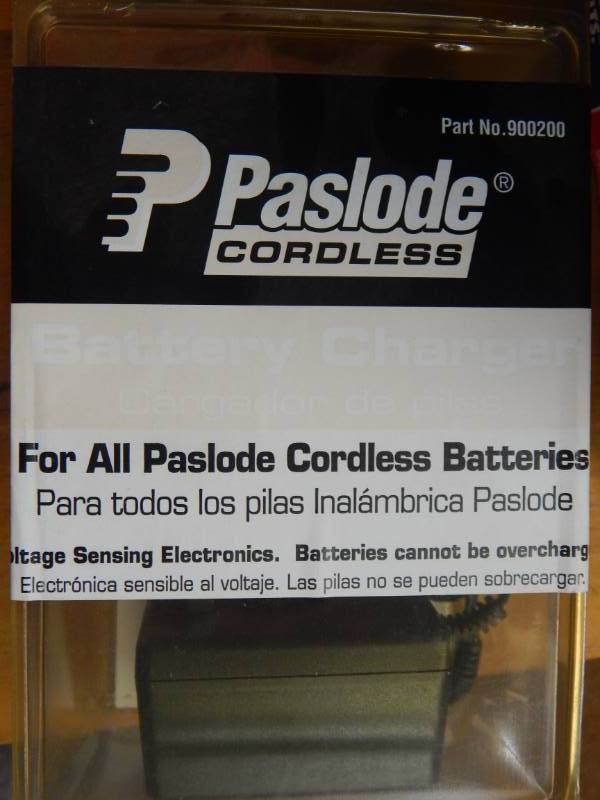 Part No.900200
Paslode®
CORDLESS
Battery Charger
Cargador de pilas
For All Paslode Cordless Batteries
Para todos los pilas Inalámbrica Paslode
oltage Sensing Electronics. Batteries cannot be overcharg
Electrónica sensible al voltaje. Las pilas no se pueden sobrecargar.